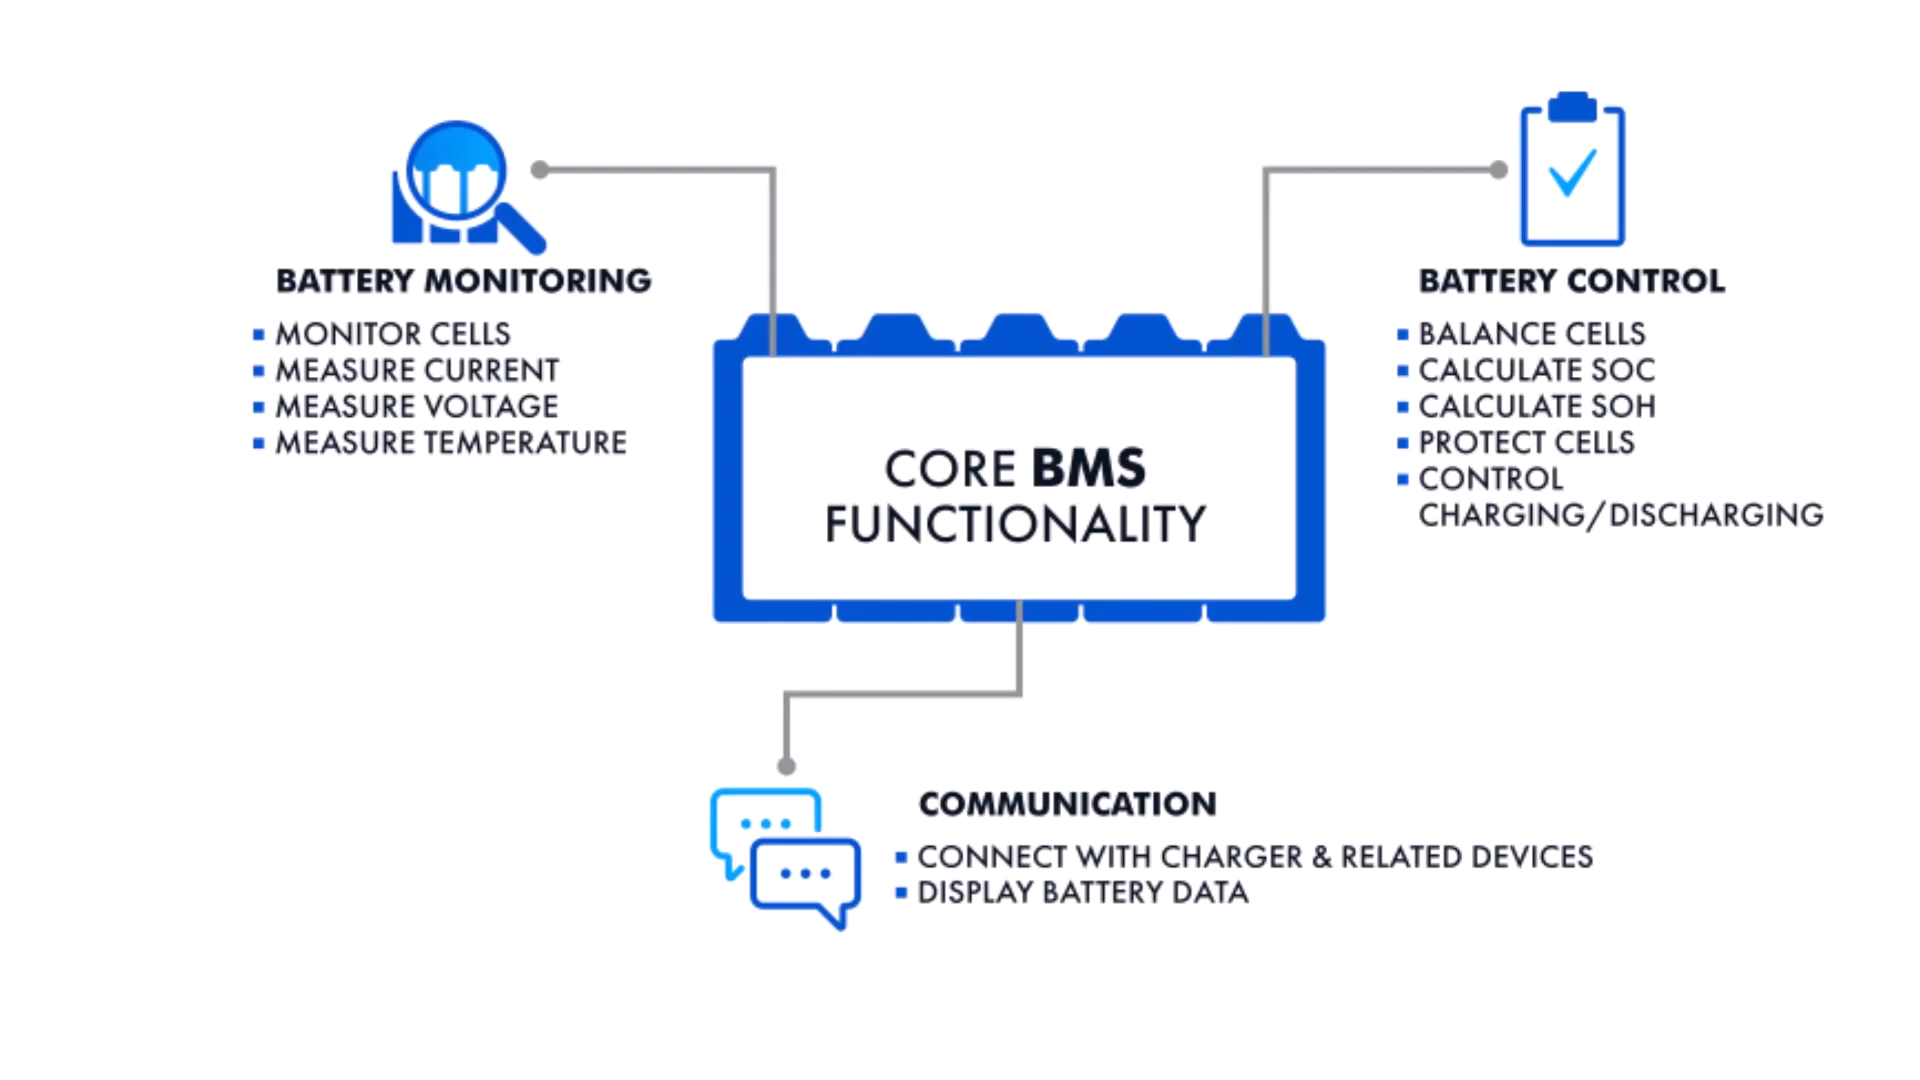 BATTERY MONITORING
MONITOR CELLS
MEASURE CURRENT
MEASURE VOLTAGE
MEASURE TEMPERATURE
BATTERY CONTROL
BALANCE CELLS
CALCULATE SOC
CALCULATE SOH
PROTECT CELLS
CONTROL
CHARGING/DISCHARGING
CORE BMS
FUNCTIONALITY
COMMUNICATION
CONNECT WITH CHARGER & RELATED DEVICES
DISPLAY BATTERY DATA